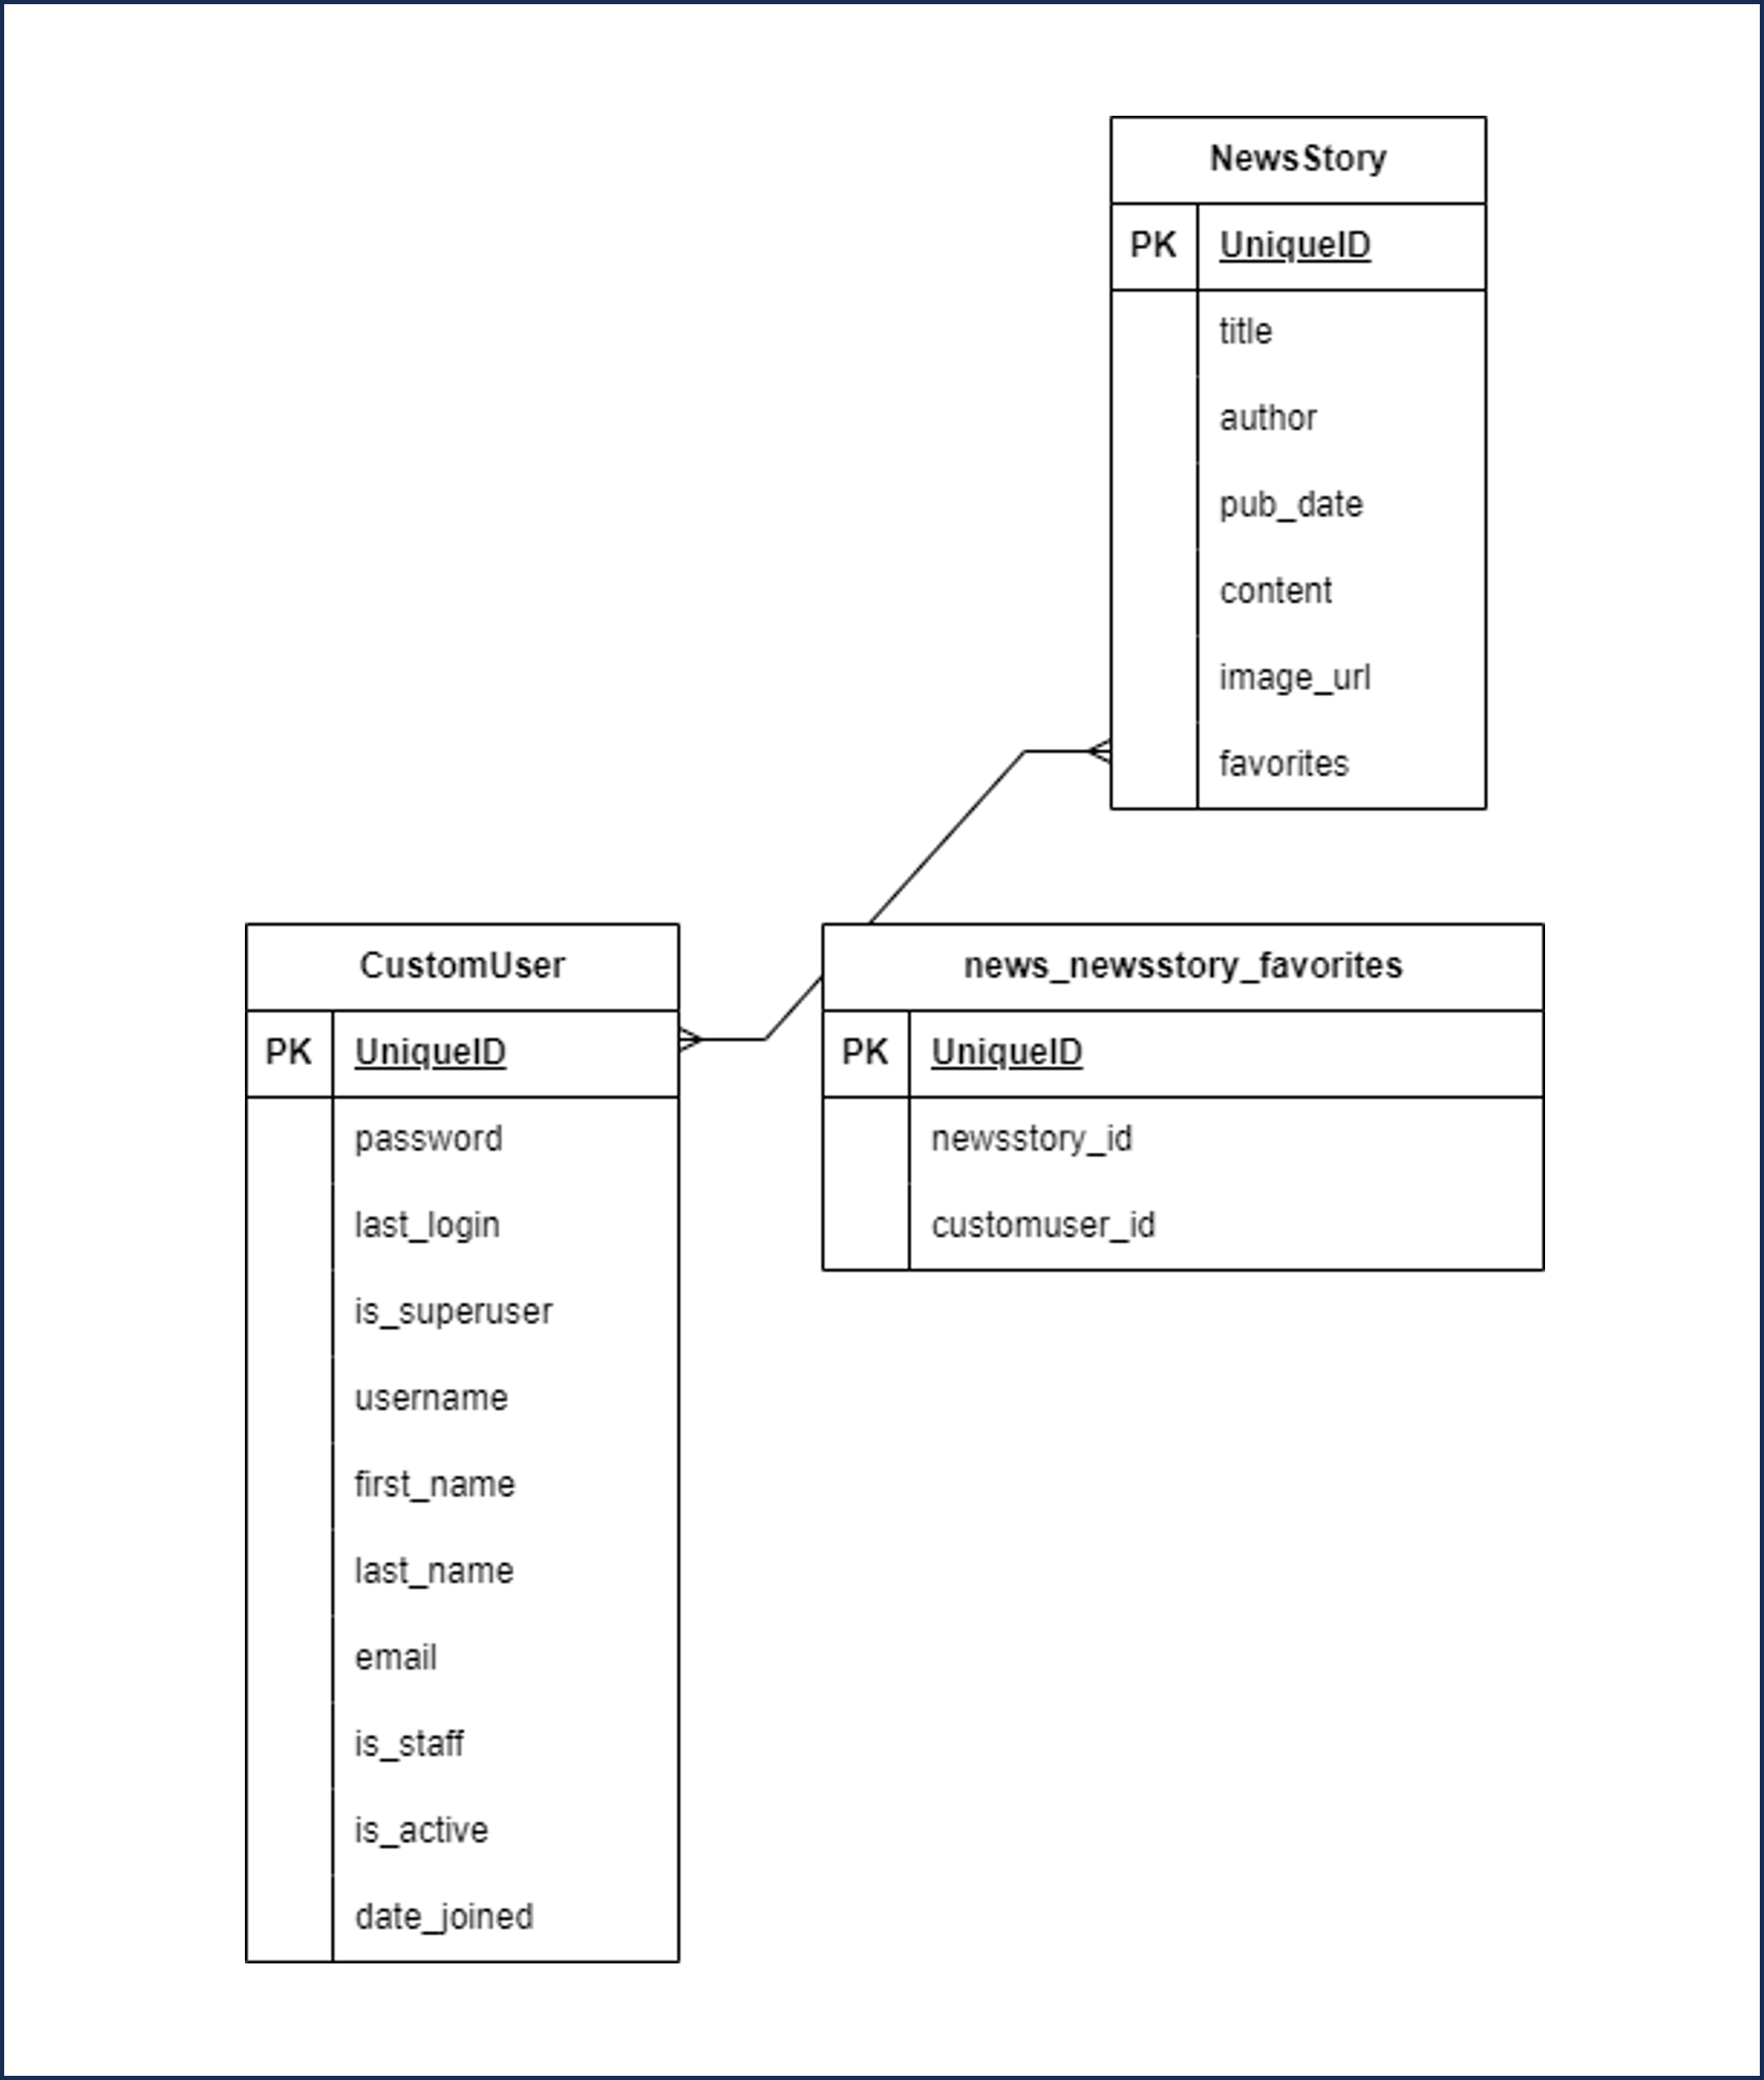 NewsStory
PK UniqueID
title
author
pub_date
content
image_url
favorites
CustomUser
PK UniqueID
password
last_login
is_superuser
username
first_name
last_name
email
is_staff
is_active
date_joined
news_newsstory_favorites
PK UniqueID
newsstory_id
customuser_id